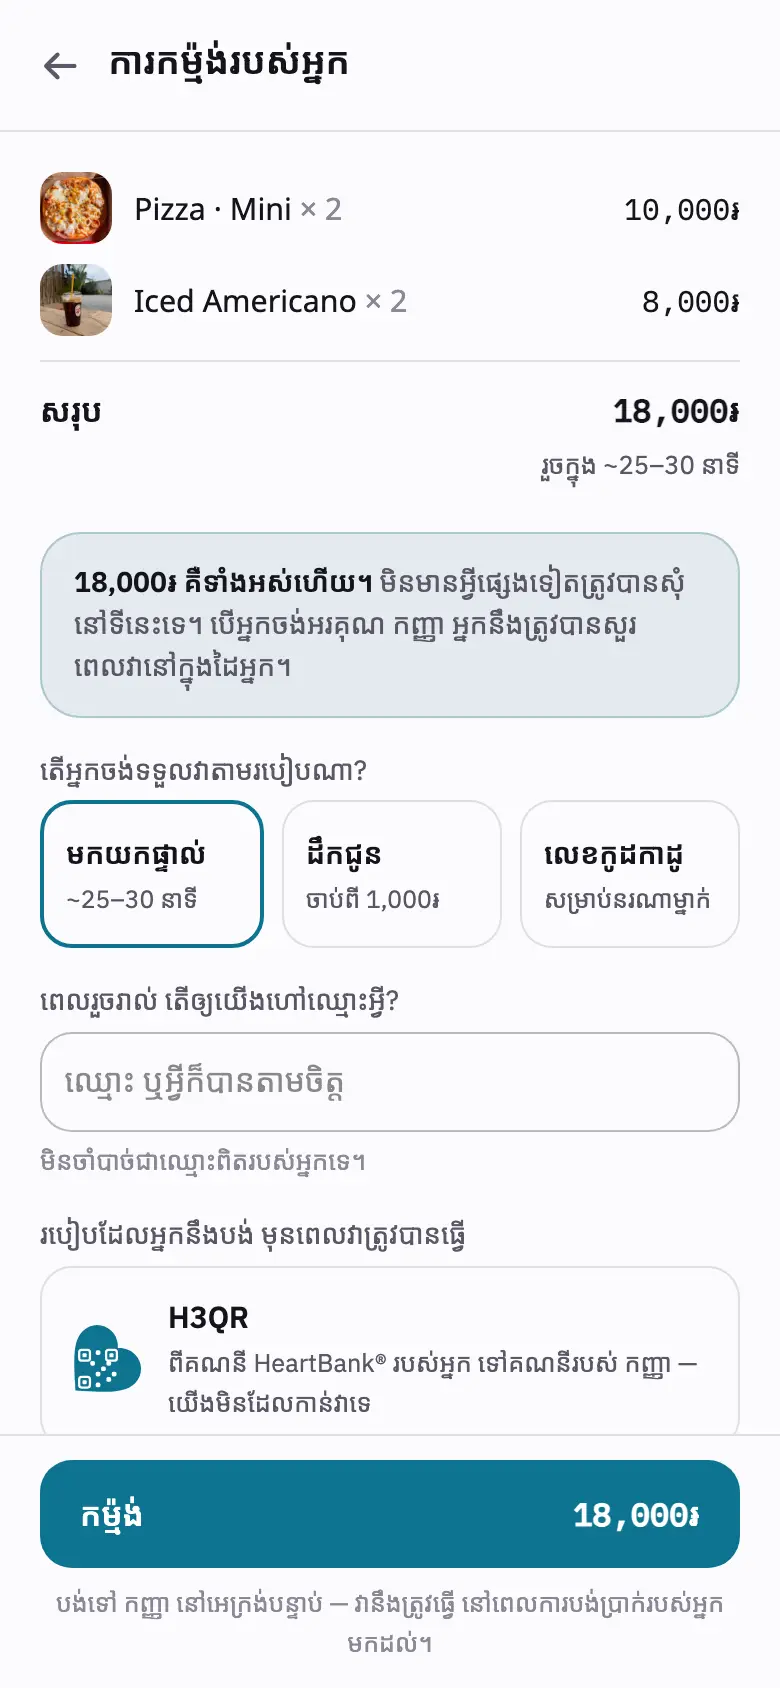 ការកម្ម៉ង់របស់អ្នក
Pizza · Mini × 2
10,000៛
Iced Americano × 2
8,000៛
សរុប
18,000៛
រួចក្នុង ~25–30 នាទី
18,000៛ គឺទាំងអស់ហើយ។ មិនមានអ្វីផ្សេងទៀតត្រូវបានសុំ
នៅទីនេះទេ។ បើអ្នកចង់អរគុណ កញ្ញា អ្នកនឹងត្រូវបានសួរ
ពេលវានៅក្នុងដៃអ្នក។
តើអ្នកចង់ទទួលវាតាមរបៀបណា?
មកយកផ្ទាល់
~25–30 នាទី
ដឹកជូន
ចាប់ពី 1,000៛
លេខកូដកាដូ
សម្រាប់នរណាម្នាក់
ពេលរួចរាល់ តើឲ្យយើងហៅឈ្មោះអ្វី?
ឈ្មោះ ឬអ្វីក៏បានតាមចិត្ត
មិនចាំបាច់ជាឈ្មោះពិតរបស់អ្នកទេ។
របៀបដែលអ្នកនឹងបង់ មុនពេលវាត្រូវបានធ្វើ
H3QR
ពីគណនី HeartBank® របស់អ្នក ទៅគណនីរបស់ កញ្ញា —
យើងមិនដែលកាន់វាទេ
កម្ម៉ង់
18,000៛
បង់ទៅ កញ្ញា នៅអេក្រង់បន្ទាប់ — វានឹងត្រូវធ្វើ នៅពេលការបង់ប្រាក់របស់អ្នក
មកដល់។